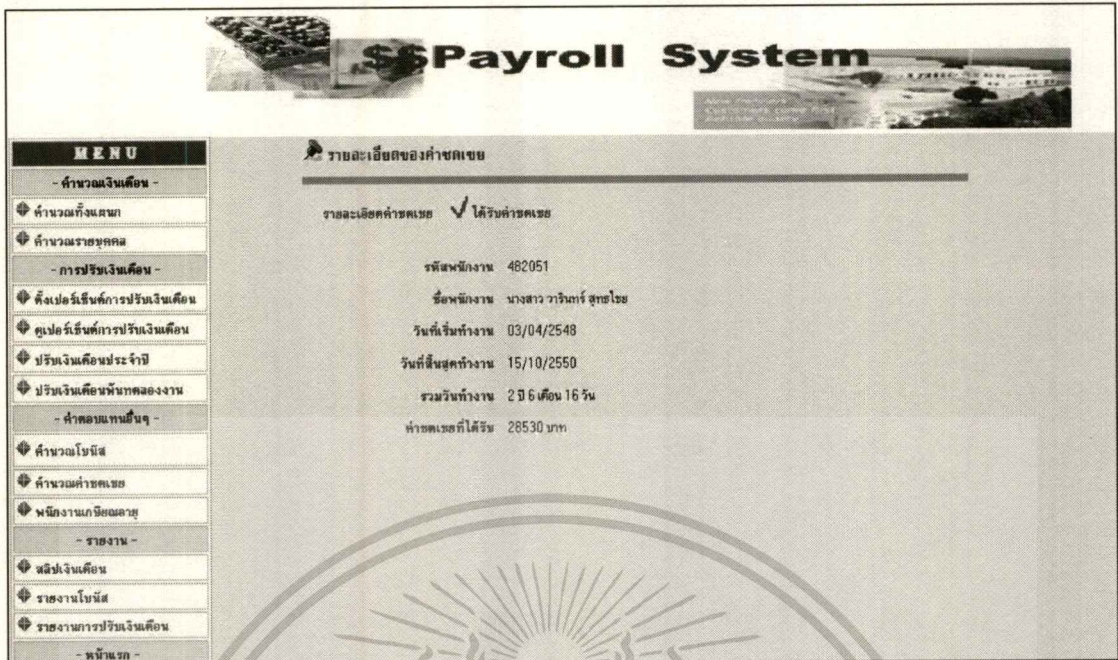 $$Payroll System
MENU
- คำนวณเงินเดือน -
คำนวณทั้งแผนก
คำนวณรายบุคคล
- การปรับเงินเดือน -
ตั้งเปอร์เซ็นต์การปรับเงินเดือน
ดูเปอร์เซ็นต์การปรับเงินเดือน
ปรับเงินเดือนประจำปี
ปรับเงินเดือนพ้นทดลองงาน
- ค่าตอบแทนอื่นๆ -
คำนวณโบนัส
คำนวณค่าชดเชย
พนักงานเกษียณอายุ
- รายงาน -
สลิปเงินเดือน
รายงานโบนัส
รายงานการปรับเงินเดือน
- หน้าแรก -
รายละเอียดของค่าชดเชย
รายละเอียดค่าชดเชย ได้รับค่าชดเชย
รหัสพนักงาน 482051
ชื่อพนักงาน นางสาว วารินทร์ สุทธไชย
วันที่เริ่มทำงาน 03/04/2548
วันที่สิ้นสุดทำงาน 15/10/2550
รวมวันทำงาน 2 ปี 6 เดือน 16 วัน
ค่าชดเชยที่ได้รับ 28530 บาท